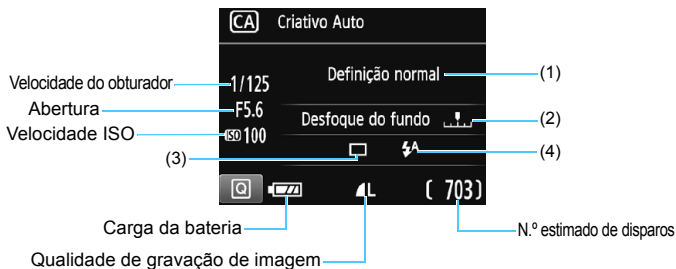 CA Criativo Auto
Velocidade do obturador
1/125
Definição normal
(1)
Abertura
F5.6
Desfoque do fundo
(2)
Velocidade ISO
ISO 100
(3)
A
(4)
Q
L
[ 703]
Carga da bateria
N.º estimado de disparos
Qualidade de gravação de imagem